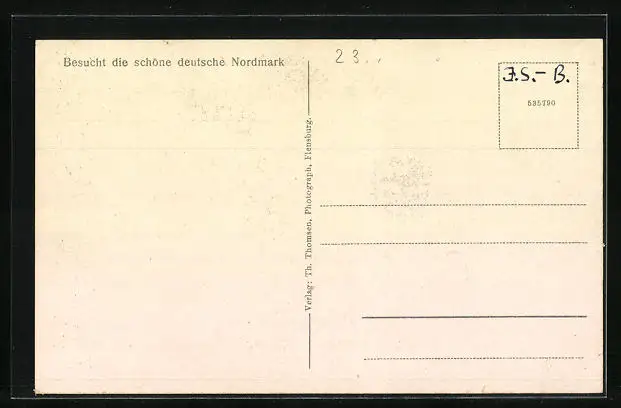 Besucht die schöne deutsche Nordmark
23.
J.S.- B.
535790
Verlag: Th. Thomsen, Photograph, Flensburg.